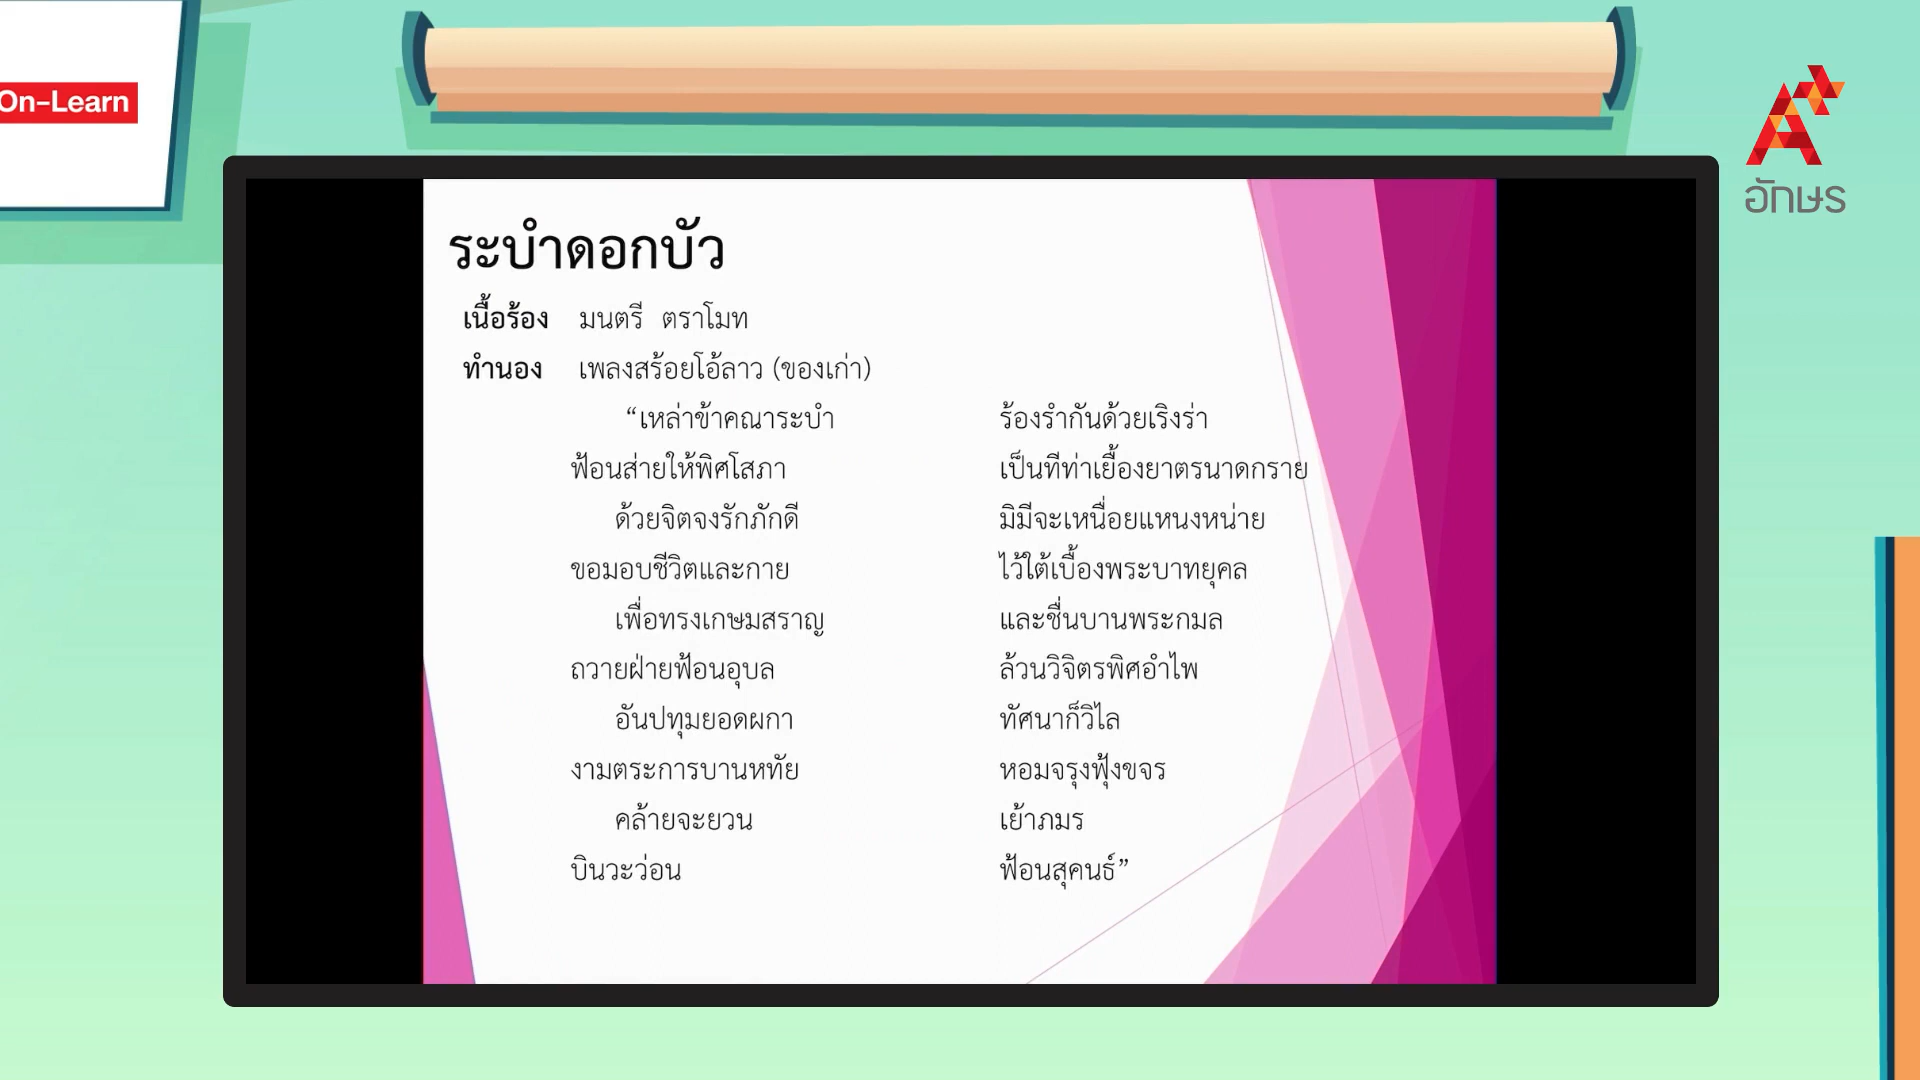 On-Learn
อักษร
ระบำดอกบัว
เนื้อร้อง มนตรี ตราโมท
ทำนอง เพลงสร้อยโอ้ลาว (ของเก่า)
“เหล่าข้าคณาระบำ ร้องรำกันด้วยเริงร่า
ฟ้อนส่ายให้พิศโสภา เป็นทีท่าเยื้องยาตรนาดกราย
ด้วยจิตจงรักภักดี มิมีจะเหนื่อยแหนงหน่าย
ขอมอบชีวิตและกาย ไว้ใต้เบื้องพระบาทยุคล
เพื่อทรงเกษมสราญ และชื่นบานพระกมล
ถวายฝ่ายฟ้อนอุบล ล้วนวิจิตรพิศอำไพ
อันปทุมยอดผกา ทัศนาก็วิไล
งามตระการบานหทัย หอมจรุงฟุ้งขจร
คล้ายจะยวน เย้าภมร
บินวะว่อน ฟ้อนสุคนธ์”